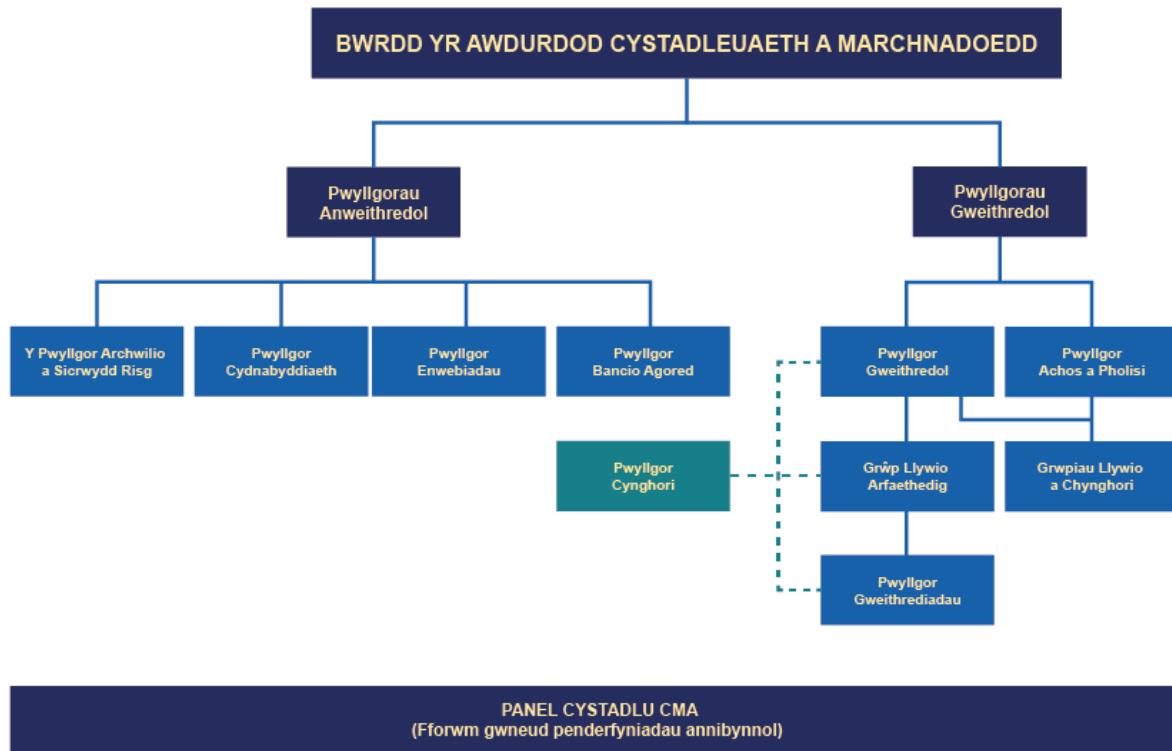 BWRDD YR AWDURDOD CYSTADLEUAETH A MARCHNADOEDD
Pwyllgorau
Anweithredol
Pwyllgorau
Gweithredol
Y Pwyllgor Archwilio
a Sicrwydd Risg
Pwyllgor
Cydnabyddiaeth
Pwyllgor
Enwebiadau
Pwyllgor
Bancio Agored
Pwyllgor
Gweithredol
Pwyllgor
Achos a Pholisi
Pwyllgor
Cynghori
Grŵp Llywio
Arfaethedig
Grwpiau Llywio
a Chynghori
Pwyllgor
Gweithrediadau
PANEL CYSTADLU CMA
(Fforwm gwneud penderfyniadau annibynnol)